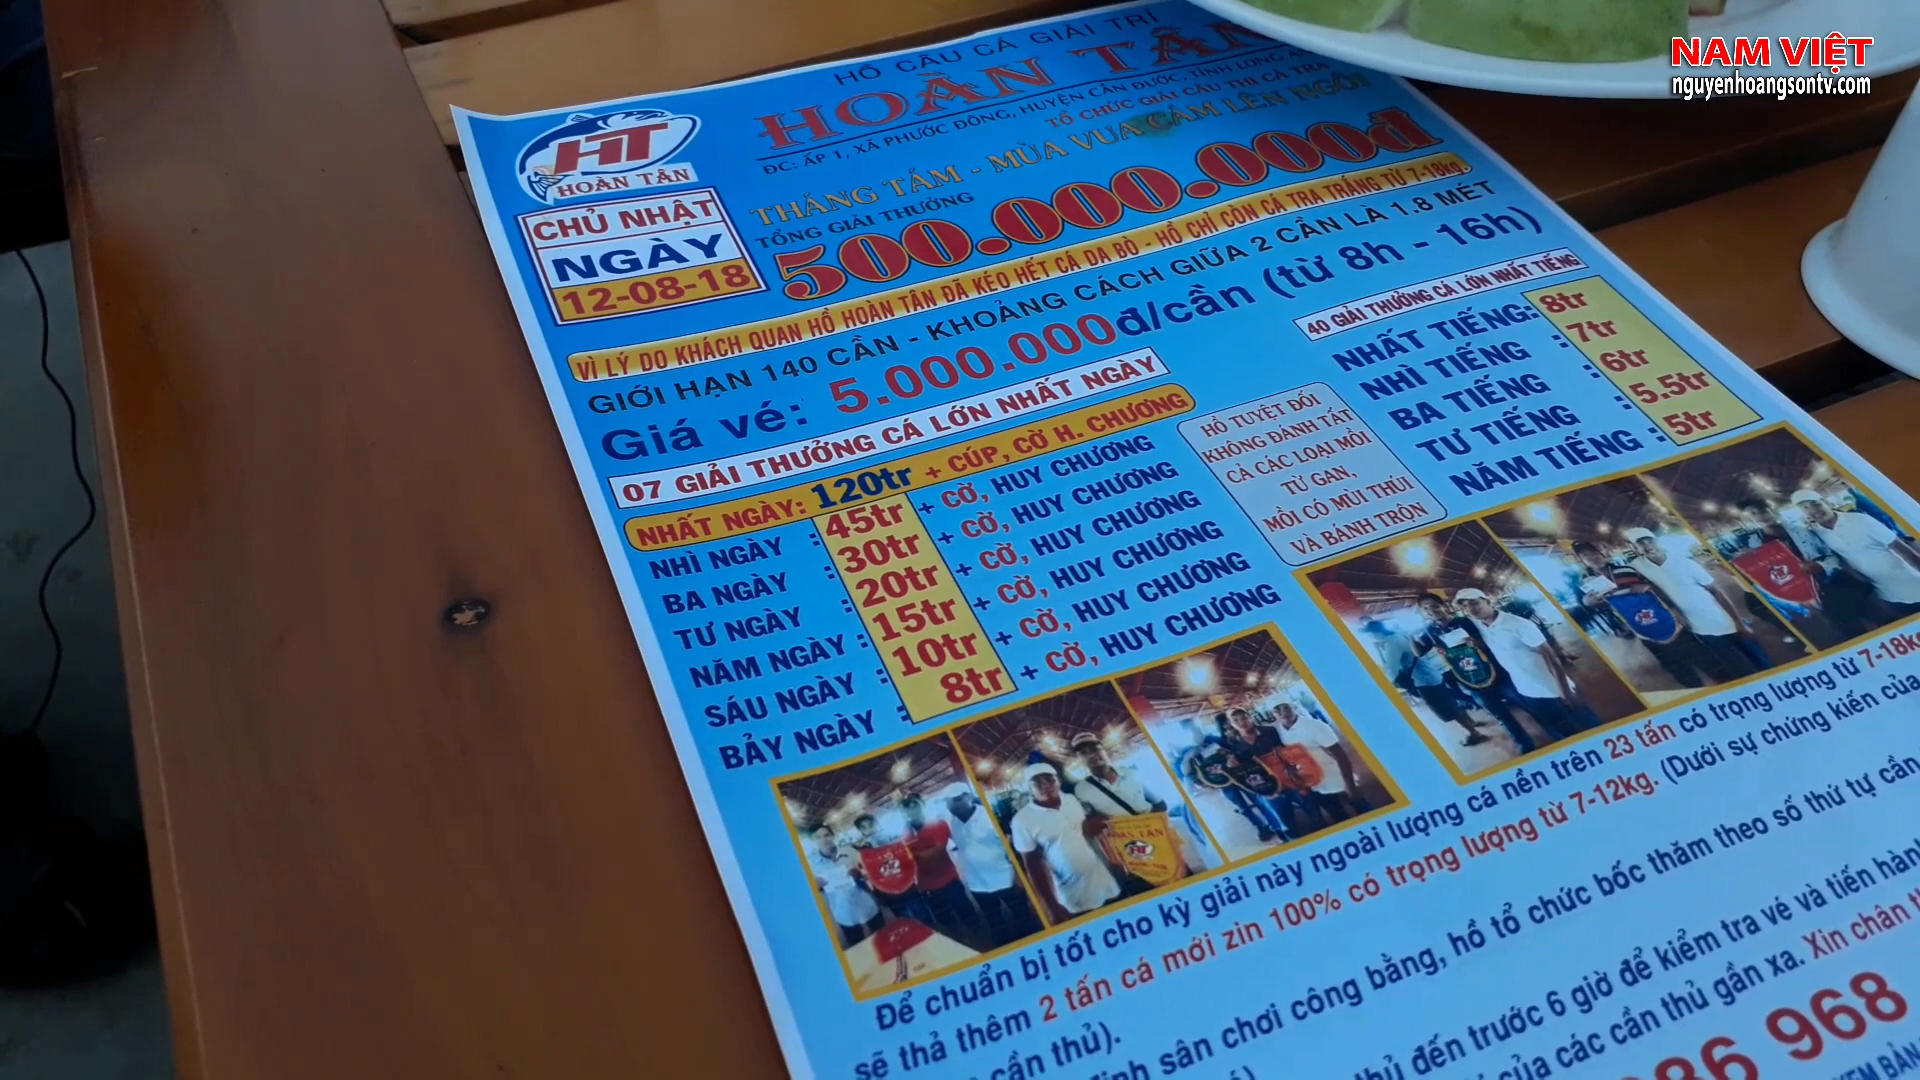 NAM VIỆT
nguyenhoangsontv.com
HỒ CÂU CÁ GIẢI TRÍ
HOÀN TÂN
ĐC: ẤP 1, XÃ PHƯỚC ĐÔNG, HUYỆN CẦN ĐƯỚC, TỈNH LONG
TỔ CHỨC GIẢI CÂU THI CÁ TRA
THÁNG TÁM - MÙA VUA CÁM LÊN NGÔI
HT
HOÀN TÂN
CHỦ NHẬT
NGÀY
12-08-18
TỔNG GIẢI THƯỞNG
500.000.000đ
VÌ LÝ DO KHÁCH QUAN HỒ HOÀN TÂN ĐÃ KÉO HẾT CÁ DA BÒ - HỒ CHỈ CÒN CÁ TRA TRẮNG TỪ 7-18kg.
GIỚI HẠN 140 CẦN - KHOẢNG CÁCH GIỮA 2 CẦN LÀ 1.8 MÉT
Giá vé: 5.000.000đ/cần (từ 8h - 16h)
07 GIẢI THƯỞNG CÁ LỚN NHẤT NGÀY
NHẤT NGÀY: 120tr + CÚP, CỜ H. CHƯƠNG
NHÌ NGÀY : 45tr + CỜ, HUY CHƯƠNG
BA NGÀY : 30tr + CỜ, HUY CHƯƠNG
TƯ NGÀY : 20tr + CỜ, HUY CHƯƠNG
NĂM NGÀY : 15tr + CỜ, HUY CHƯƠNG
SÁU NGÀY : 10tr + CỜ, HUY CHƯƠNG
BẢY NGÀY : 8tr + CỜ, HUY CHƯƠNG
HỒ TUYỆT ĐỐI
KHÔNG ĐÁNH TẤT
CẢ CÁC LOẠI MỒI
TỪ GAN,
MỒI CÓ MÙI THÚI
VÀ BÁNH TRỘN
40 GIẢI THƯỞNG CÁ LỚN NHẤT TIẾNG
NHẤT TIẾNG: 8tr
NHÌ TIẾNG : 7tr
BA TIẾNG : 6tr
TƯ TIẾNG : 5.5tr
NĂM TIẾNG : 5tr
Để chuẩn bị tốt cho kỳ giải này ngoài lượng cá nền trên 23 tấn có trọng lượng từ 7-18kg
sẽ thả thêm 2 tấn cá mới zin 100% có trọng lượng từ 7-12kg. (Dưới sự chứng kiến của
cần thủ).
sân chơi công bằng, hồ tổ chức bốc thăm theo số thứ tự cần
đến trước 6 giờ để kiểm tra vé và tiến hành
của các cần thủ gần xa. Xin chân
968